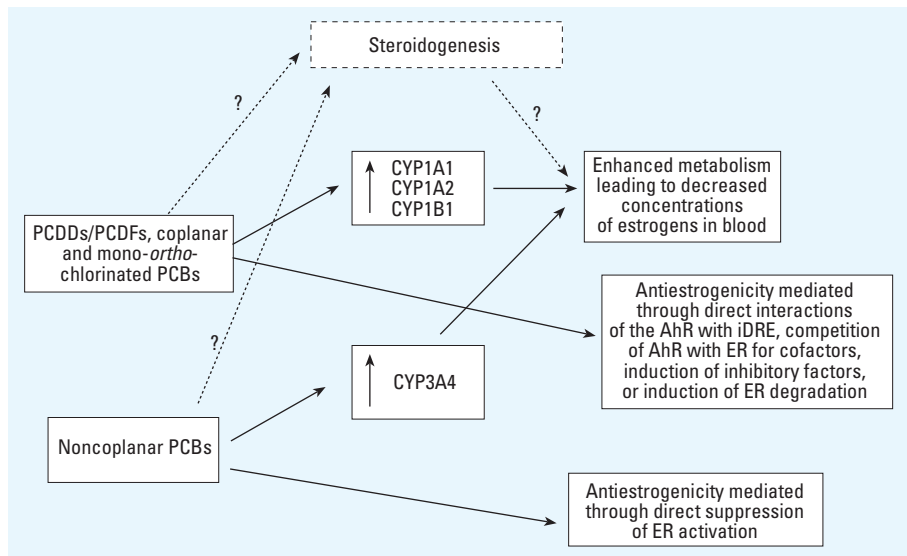 Steroidogenesis
?
?
?
CYP1A1
CYP1A2
CYP1B1
Enhanced metabolism
leading to decreased
concentrations
of estrogens in blood
PCDDs/PCDFs, coplanar
and mono-ortho-
chlorinated PCBs
Antiestrogenicity mediated
through direct interactions
of the AhR with iDRE, competition
of AhR with ER for cofactors,
induction of inhibitory factors,
or induction of ER degradation
CYP3A4
Noncoplanar PCBs
Antiestrogenicity mediated
through direct suppression
of ER activation